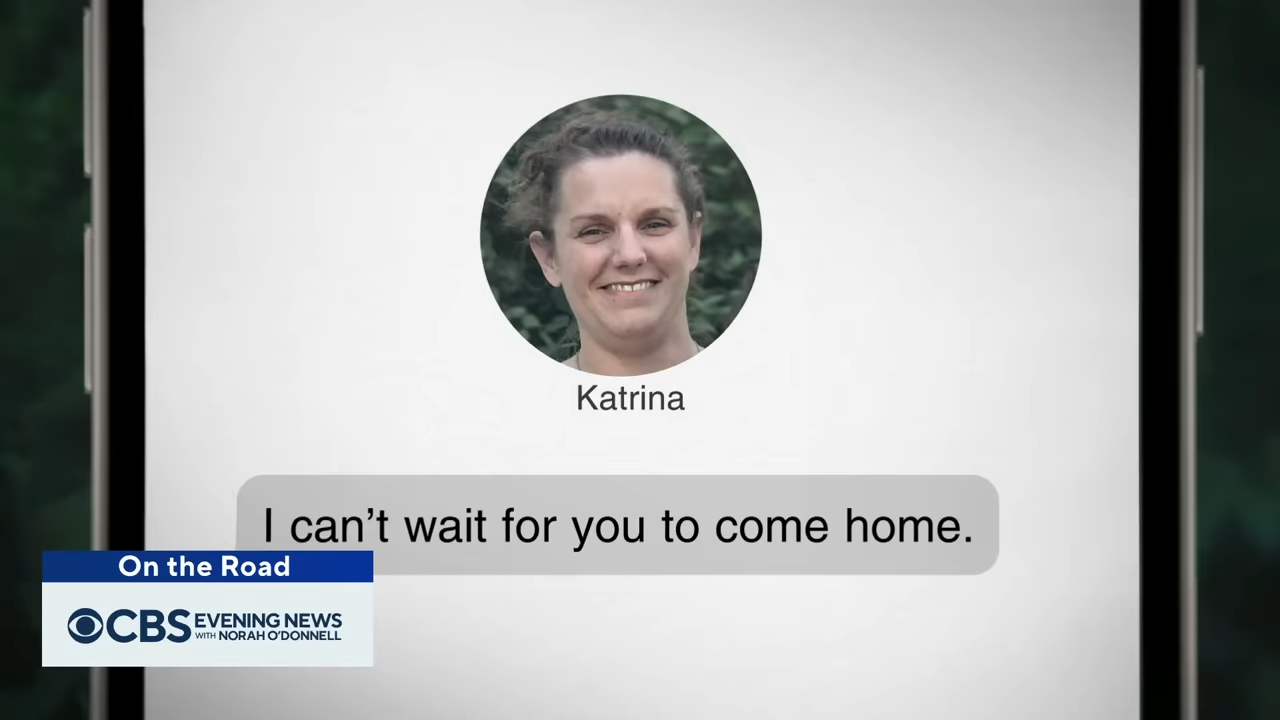 Katrina
I can’t wait for you to come home.
On the Road
CBS EVENING NEWS
WITH NORAH O'DONNELL